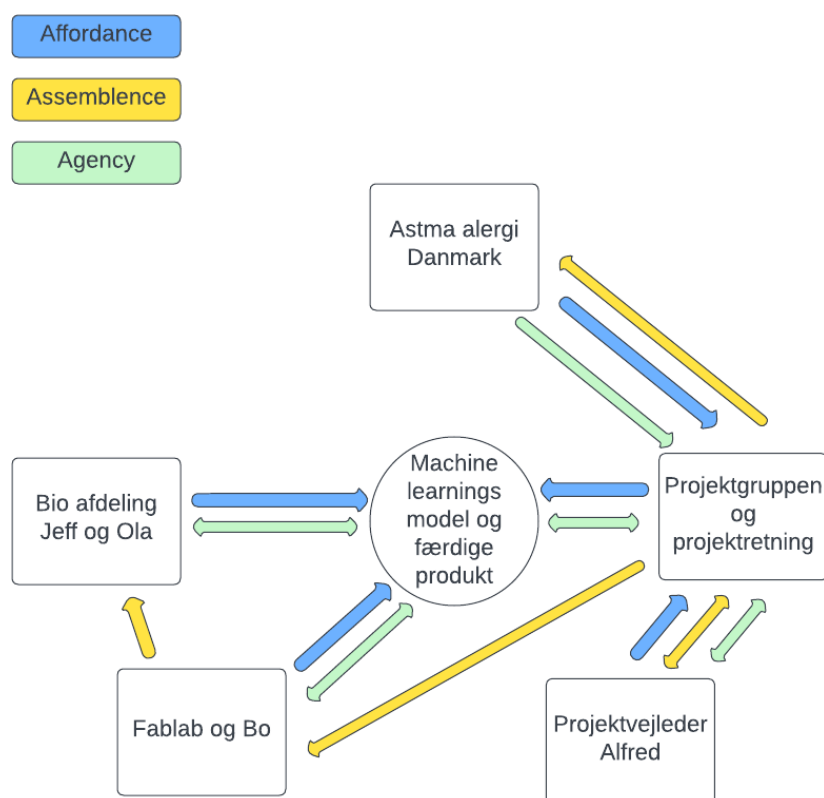 Affordance
Assemblence
Agency
Astma alergi
Danmark
Machine
learnings
model og
færdige
produkt
Bio afdeling
Jeff og Ola
Projektgruppen
og
projektretning
Fablab og Bo
Projektvejleder
Alfred